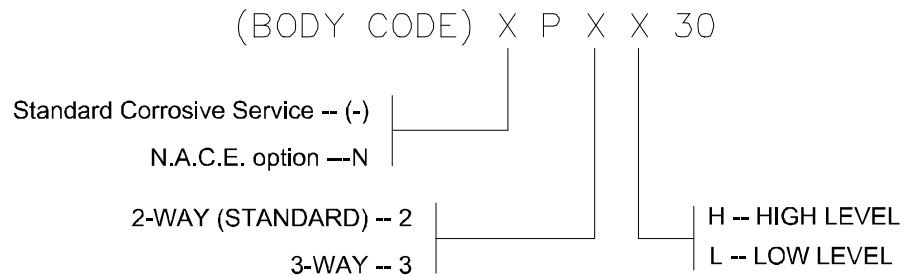 (BODY CODE) X P X X 30
Standard Corrosive Service -- (-)
N.A.C.E. option ---N
2-WAY (STANDARD) -- 2
3-WAY -- 3
H -- HIGH LEVEL
L -- LOW LEVEL